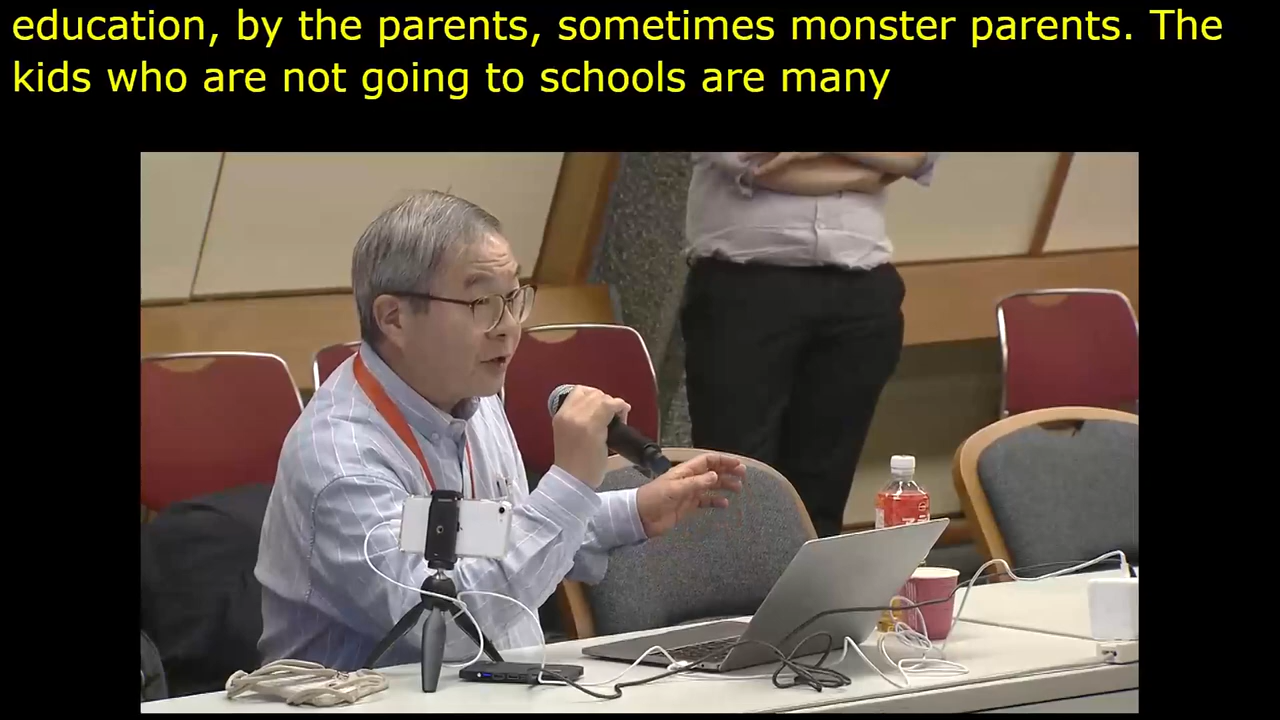 education, by the parents, sometimes monster parents. The
kids who are not going to schools are many